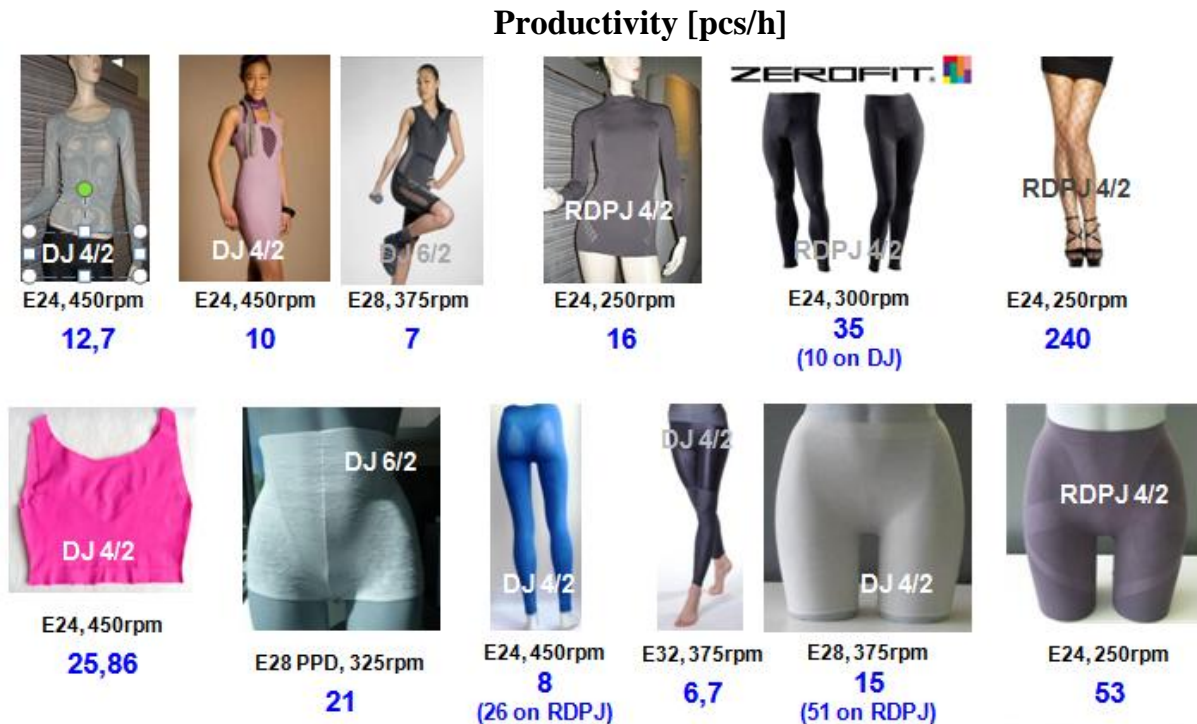 Productivity [pcs/h]
ZEROFIT.
DJ 4/2
DJ 4/2
DJ 6/2
RDPJ 4/2
RDPJ 4/2
RDPJ 4/2
E24, 450rpm
E24, 450rpm
E28, 375rpm
E24, 250rpm
E24, 300rpm
E24, 250rpm
12,7
10
7
16
35
240
(10 on DJ)
DJ 4/2
DJ 6/2
DJ 4/2
DJ 4/2
DJ 4/2
RDPJ 4/2
E24, 450rpm
E28 PPD, 325rpm
E24, 450rpm
E32, 375rpm
E28, 375rpm
E24, 250rpm
25,86
21
8
6,7
15
53
(26 on RDPJ)
(51 on RDPJ)